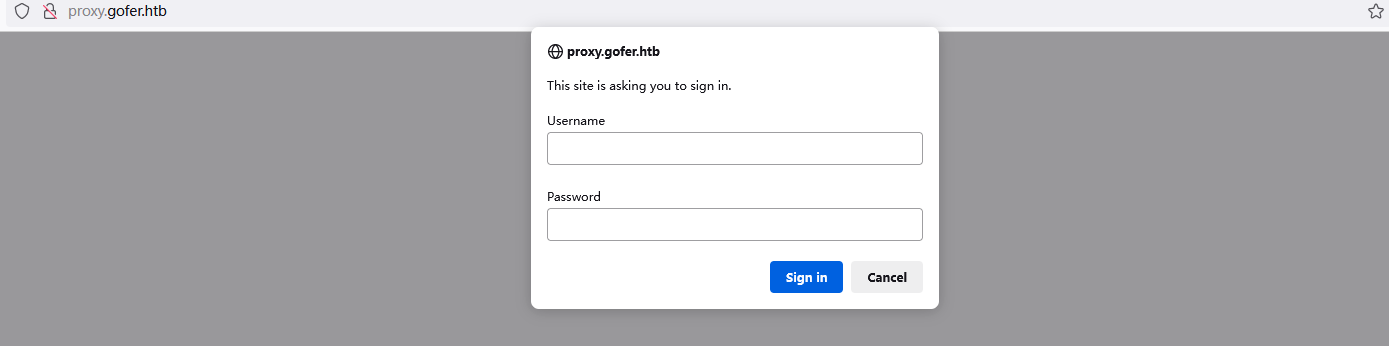 proxy.gofer.htb
proxy.gofer.htb
This site is asking you to sign in.
Username
Password
Sign in
Cancel